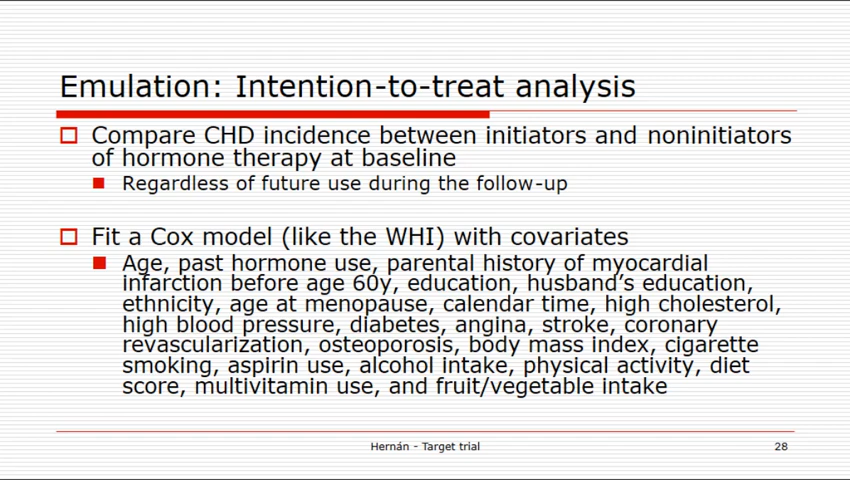 Emulation: Intention-to-treat analysis
Compare CHD incidence between initiators and noninitiators
of hormone therapy at baseline
Regardless of future use during the follow-up
Fit a Cox model (like the WHI) with covariates
Age, past hormone use, parental history of myocardial
infarction before age 60y, education, husband's education,
ethnicity, age at menopause, calendar time, high cholesterol,
high blood pressure, diabetes, angina, stroke, coronary
revascularization, osteoporosis, body mass index, cigarette
smoking, aspirin use, alcohol intake, physical activity, diet
score, multivitamin use, and fruit/vegetable intake
Hernán - Target trial
28